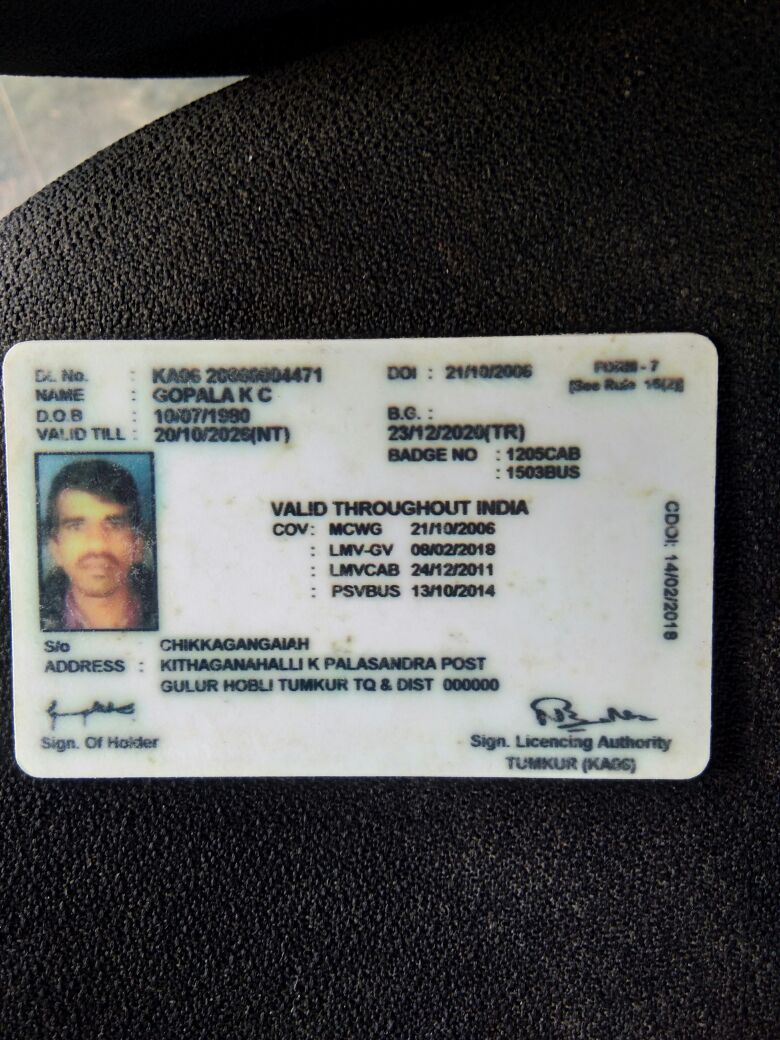 DL No. : KA06 20060004471 DOI : 21/10/2006 FORM - 7
NAME : GOPALA K C [See Rule 16(2)]
D.O.B : 10/07/1980 B.G. :
VALID TILL : 20/10/2026(NT) 23/12/2020(TR)
BADGE NO : 1205CAB
: 1503BUS
VALID THROUGHOUT INDIA
COV: MCWG 21/10/2006
: LMV-GV 08/02/2018
: LMVCAB 24/12/2011
: PSVBUS 13/10/2014
CDOI: 14/02/2018
S/o CHIKKAGANGAIAH
ADDRESS : KITHAGANAHALLI K PALASANDRA POST
GULUR HOBLI TUMKUR TQ & DIST 000000
Sign. Of Holder
Sign. Licencing Authority
TUMKUR (KA06)